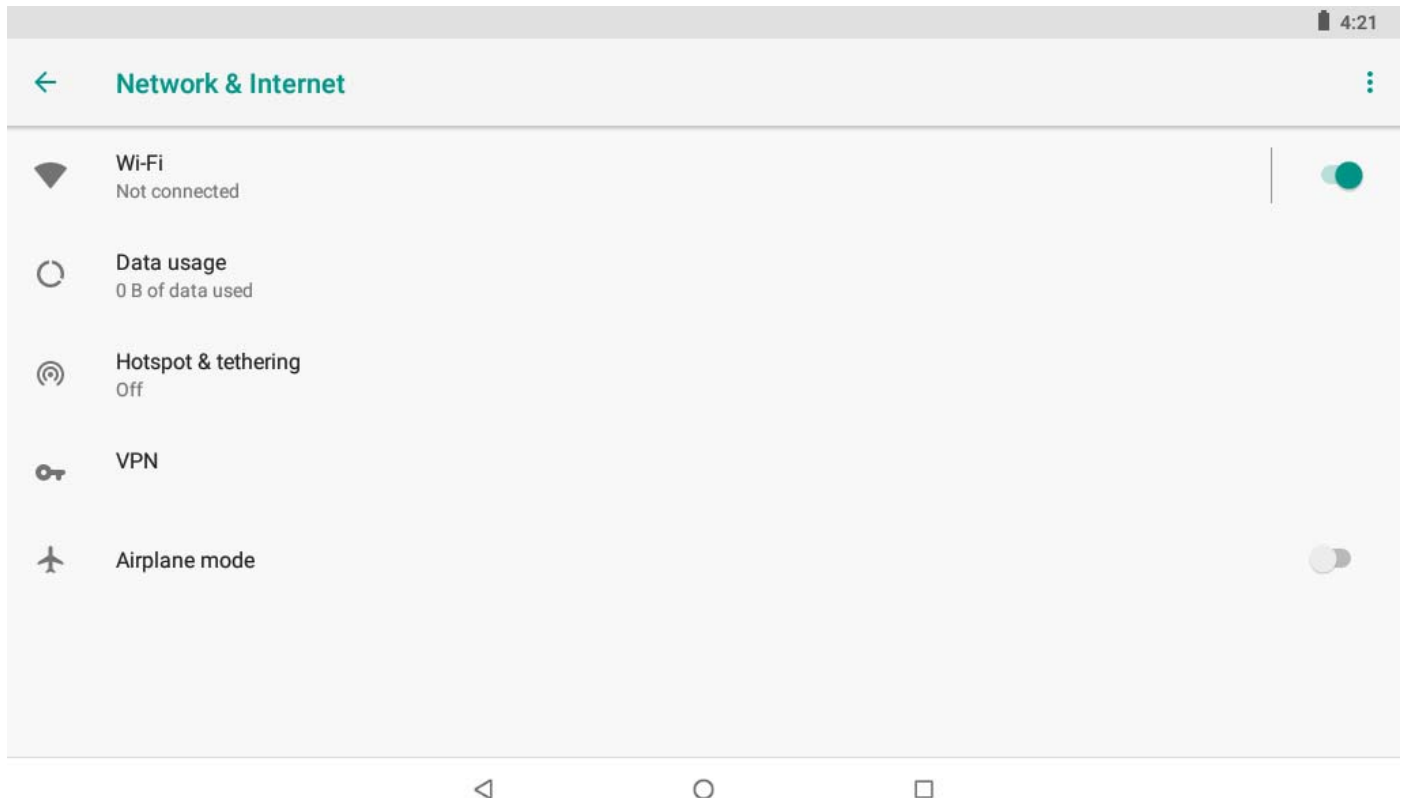 4:21
Network & Internet
Wi-Fi
Not connected
Data usage
0 B of data used
Hotspot & tethering
Off
VPN
Airplane mode